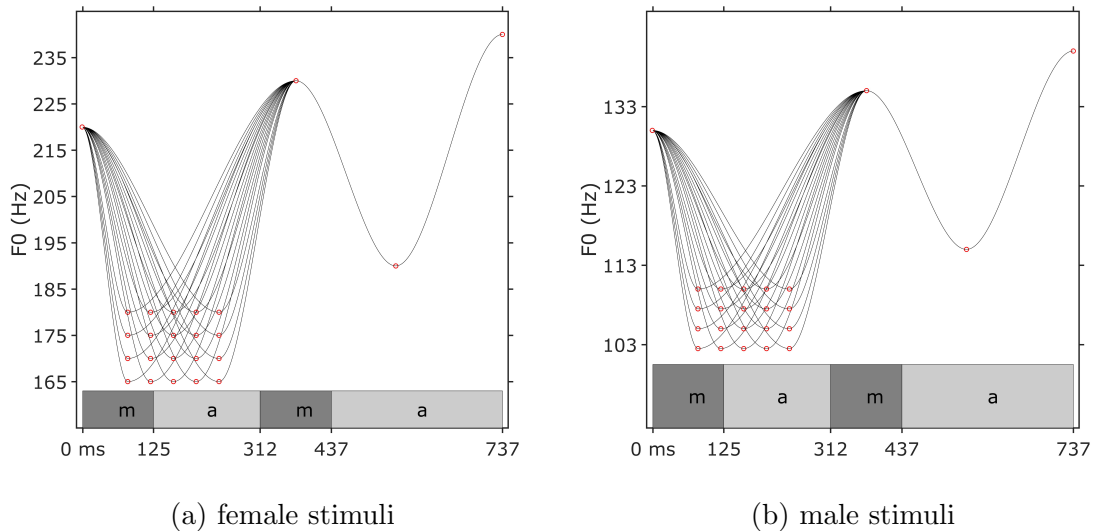 235
225
215
205
195
185
175
165
F0 (Hz)
m a m a
0 ms 125 312 437 737
(a) female stimuli
133
123
113
103
F0 (Hz)
m a m a
0 ms 125 312 437 737
(b) male stimuli